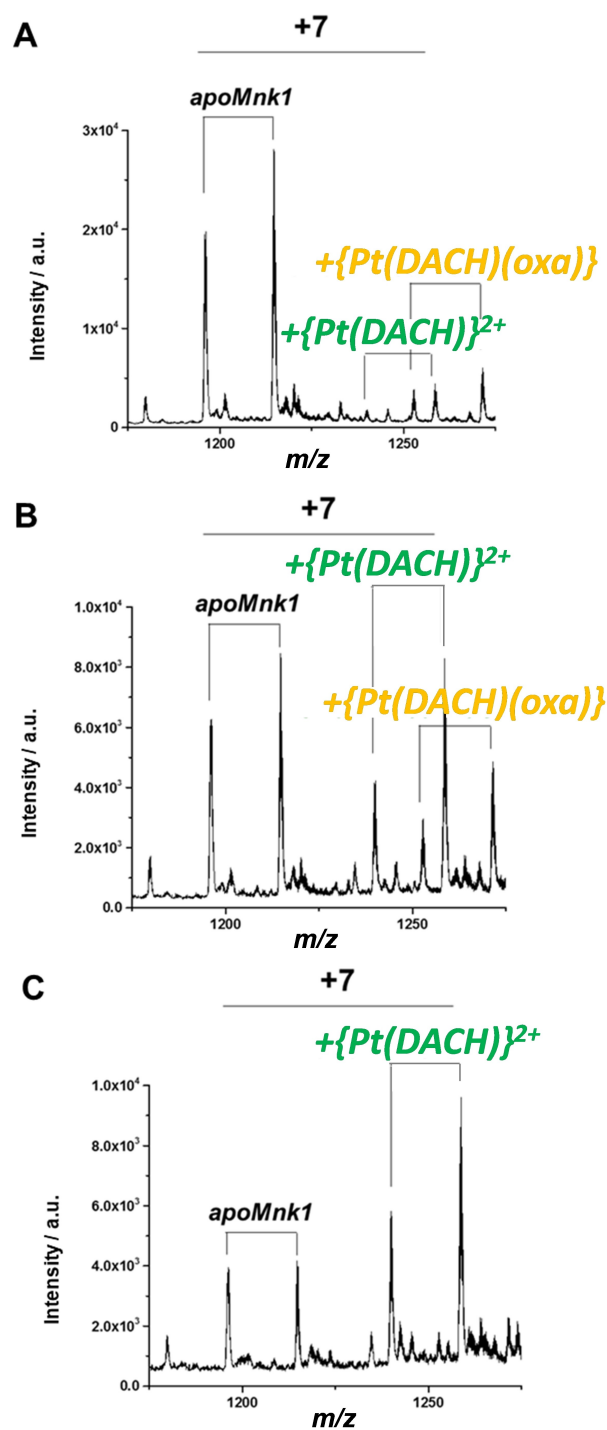 A
+7
apoMnk1
+{Pt(DACH)(oxa)}
+{Pt(DACH)}2+
3x10⁴
2x10⁴
1x10⁴
0
Intensity / a.u.
1200
1250
m/z
B
+7
+{Pt(DACH)}2+
apoMnk1
+{Pt(DACH)(oxa)}
1.0x10⁴
8.0x10³
6.0x10³
4.0x10³
2.0x10³
0.0
Intensity / a.u.
1200
1250
m/z
C
+7
+{Pt(DACH)}2+
apoMnk1
1.0x10⁴
8.0x10³
6.0x10³
4.0x10³
2.0x10³
0.0
Intensity / a.u.
1200
1250
m/z